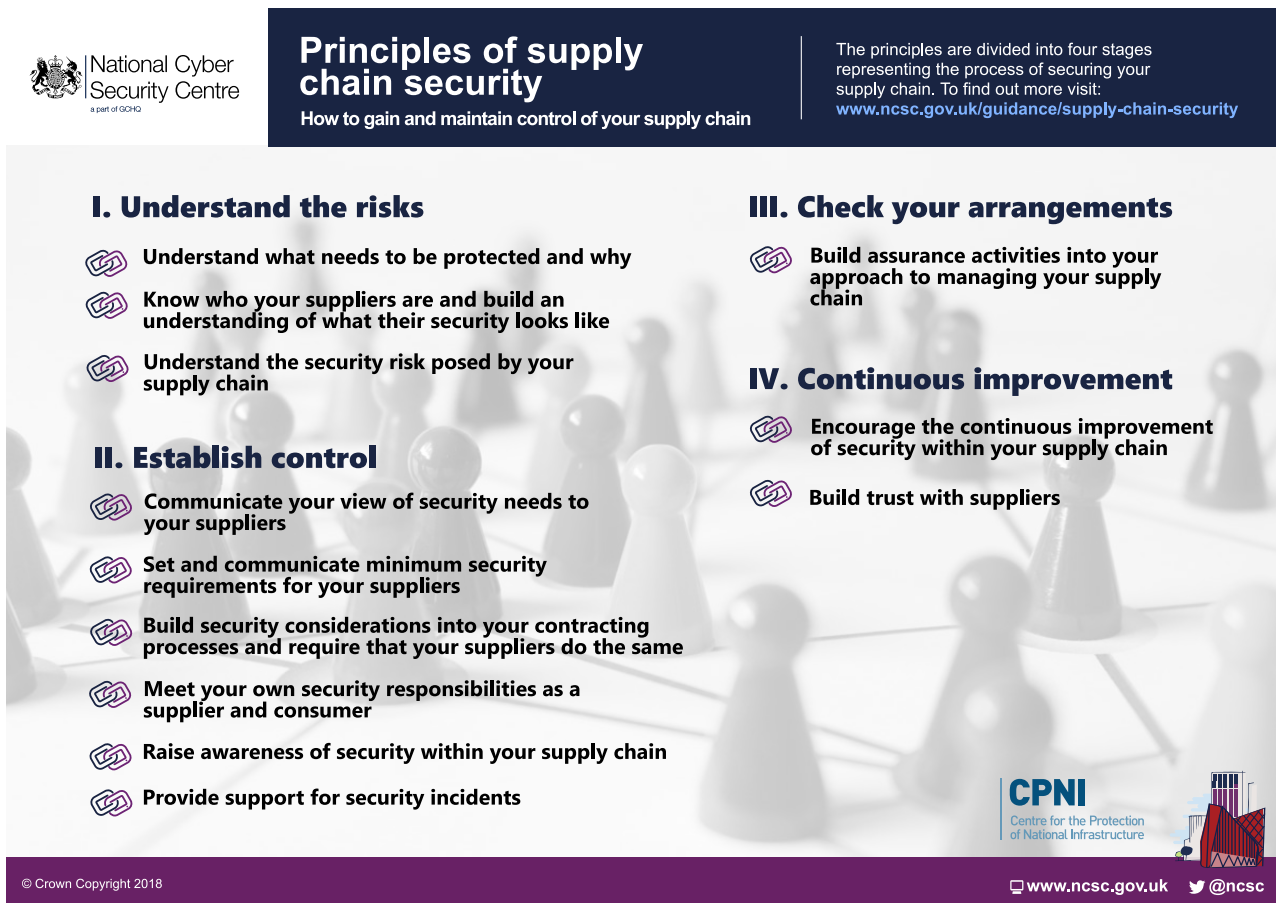 National Cyber
Security Centre
a part of GCHQ
Principles of supply
chain security
How to gain and maintain control of your supply chain
The principles are divided into four stages
representing the process of securing your
supply chain. To find out more visit:
www.ncsc.gov.uk/guidance/supply-chain-security
I. Understand the risks
Understand what needs to be protected and why
Know who your suppliers are and build an
understanding of what their security looks like
Understand the security risk posed by your
supply chain
II. Establish control
Communicate your view of security needs to
your suppliers
Set and communicate minimum security
requirements for your suppliers
Build security considerations into your contracting
processes and require that your suppliers do the same
Meet your own security responsibilities as a
supplier and consumer
Raise awareness of security within your supply chain
Provide support for security incidents
III. Check your arrangements
Build assurance activities into your
approach to managing your supply
chain
IV. Continuous improvement
Encourage the continuous improvement
of security within your supply chain
Build trust with suppliers
CPNI
Centre for the Protection
of National Infrastructure
© Crown Copyright 2018
www.ncsc.gov.uk
@ncsc